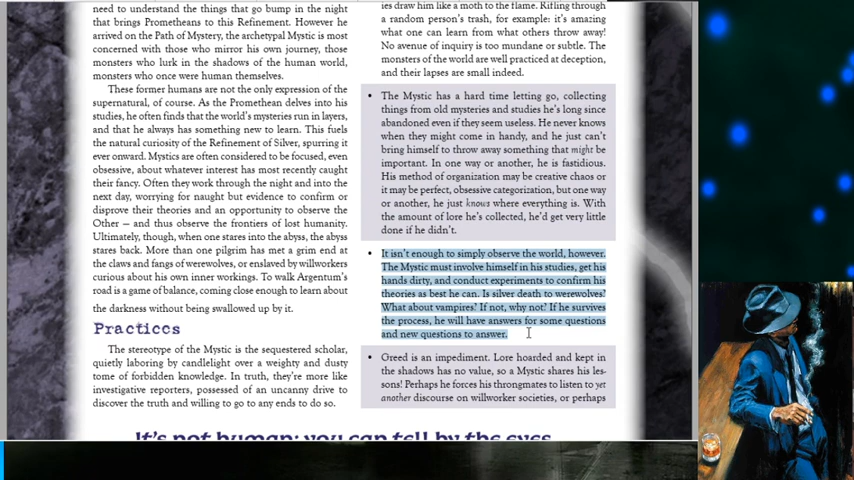 need to understand the things that go bump in the night
that brings Prometheans to this Refinement. However he
arrived on the Path of Mystery, the archetypal Mystic is most
concerned with those who mirror his own journey, those
monsters who lurk in the shadows of the human world,
monsters who once were human themselves.
These former humans are not the only expression of the
supernatural, of course. As the Promethean delves into his
studies, he often finds that the world's mysteries run in layers,
and that he always has something new to learn. This fuels
the natural curiosity of the Refinement of Silver, spurring it
ever onward. Mystics are often considered to be focused, even
obsessive, about whatever interest has most recently caught
their fancy. Often they work through the night and into the
next day, worrying for naught but evidence to confirm or
disprove their theories and an opportunity to observe the
Other — and thus observe the frontiers of lost humanity.
Ultimately, though, when one stares into the abyss, the abyss
stares back. More than one pilgrim has met a grim end at
the claws and fangs of werewolves, or enslaved by willworkers
curious about his own inner workings. To walk Argentum's
road is a game of balance, coming close enough to learn about
the darkness without being swallowed up by it.
Practices
The stereotype of the Mystic is the sequestered scholar,
quietly laboring by candlelight over a weighty and dusty
tome of forbidden knowledge. In truth, they're more like
investigative reporters, possessed of an uncanny drive to
discover the truth and willing to go to any ends to do so.
ies draw him like a moth to the flame. Rifling through
a random person's trash, for example: it's amazing
what one can learn from what others throw away!
No avenue of inquiry is too mundane or subtle. The
monsters of the world are well practiced at deception,
and their lapses are small indeed.
• The Mystic has a hard time letting go, collecting
things from old mysteries and studies he's long since
abandoned even if they seem useless. He never knows
when they might come in handy, and he just can't
bring himself to throw away something that might be
important. In one way or another, he is fastidious.
His method of organization may be creative chaos or
it may be perfect, obsessive categorization, but one way
or another, he just knows where everything is. With
the amount of lore he's collected, he'd get very little
done if he didn't.
• It isn't enough to simply observe the world, however.
The Mystic must involve himself in his studies, get his
hands dirty, and conduct experiments to confirm his
theories as best he can. Is silver death to werewolves?
What about vampires? If not, why not? If he survives
the process, he will have answers for some questions
and new questions to answer.
• Greed is an impediment. Lore hoarded and kept in
the shadows has no value, so a Mystic shares his les-
sons! Perhaps he forces his throngmates to listen to yet
another discourse on willworker societies, or perhaps
It's not human; you can tell by the eyes